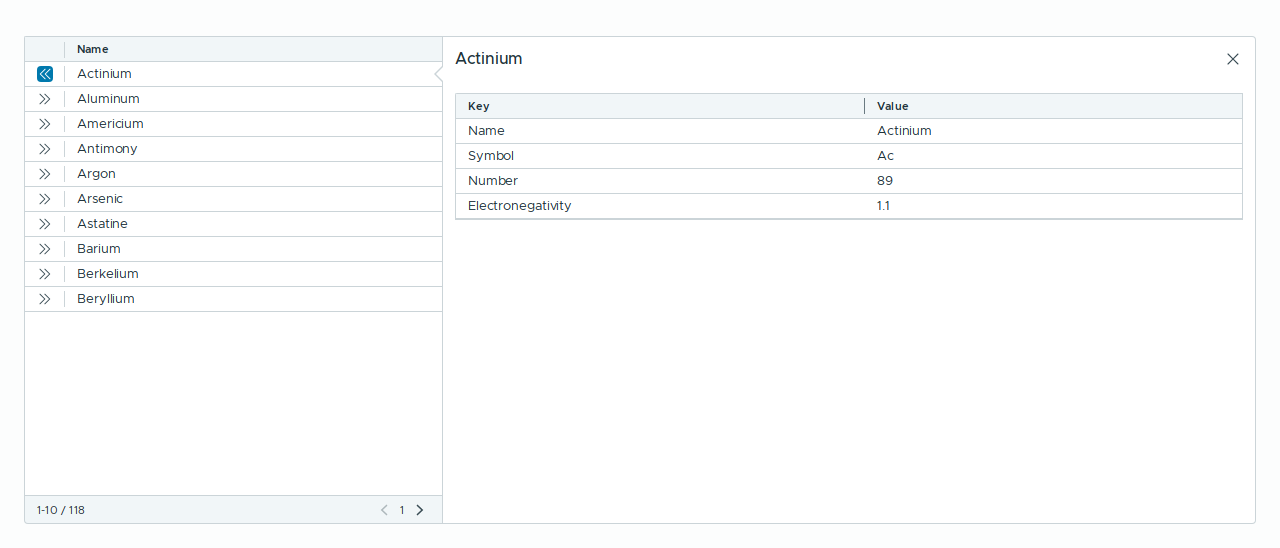 Name
Actinium
Aluminum
Americium
Antimony
Argon
Arsenic
Astatine
Barium
Berkelium
Beryllium
1-10 / 118
1
Actinium
Key Value
Name Actinium
Symbol Ac
Number 89
Electronegativity 1.1